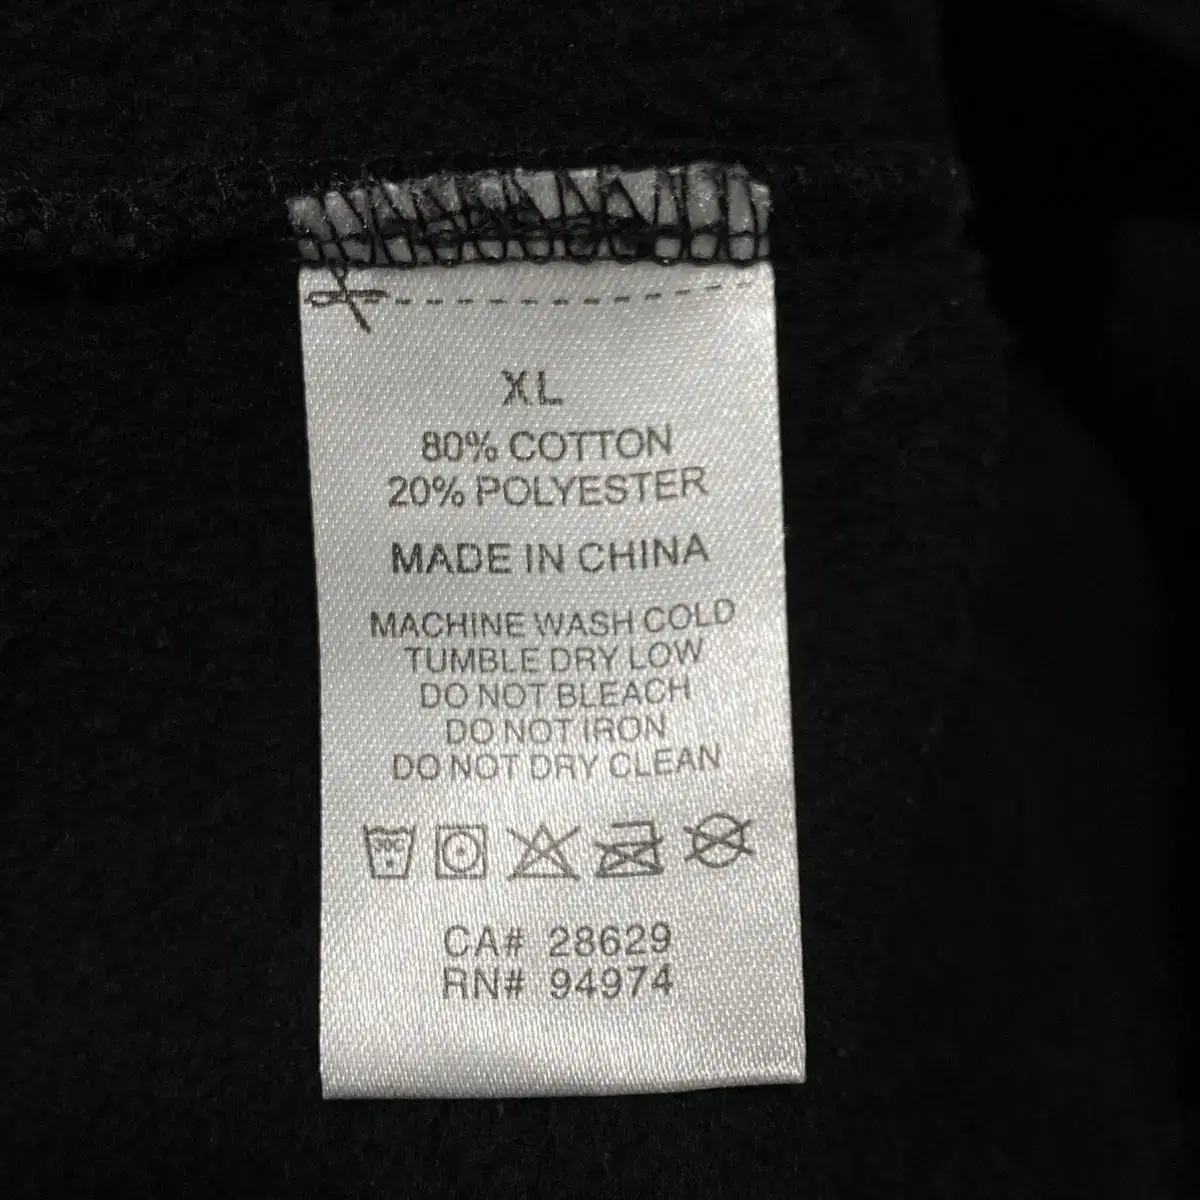 XL
80% COTTON
20% POLYESTER
MADE IN CHINA
MACHINE WASH COLD
TUMBLE DRY LOW
DO NOT BLEACH
DO NOT IRON
DO NOT DRY CLEAN
30C
CA# 28629
RN# 94974